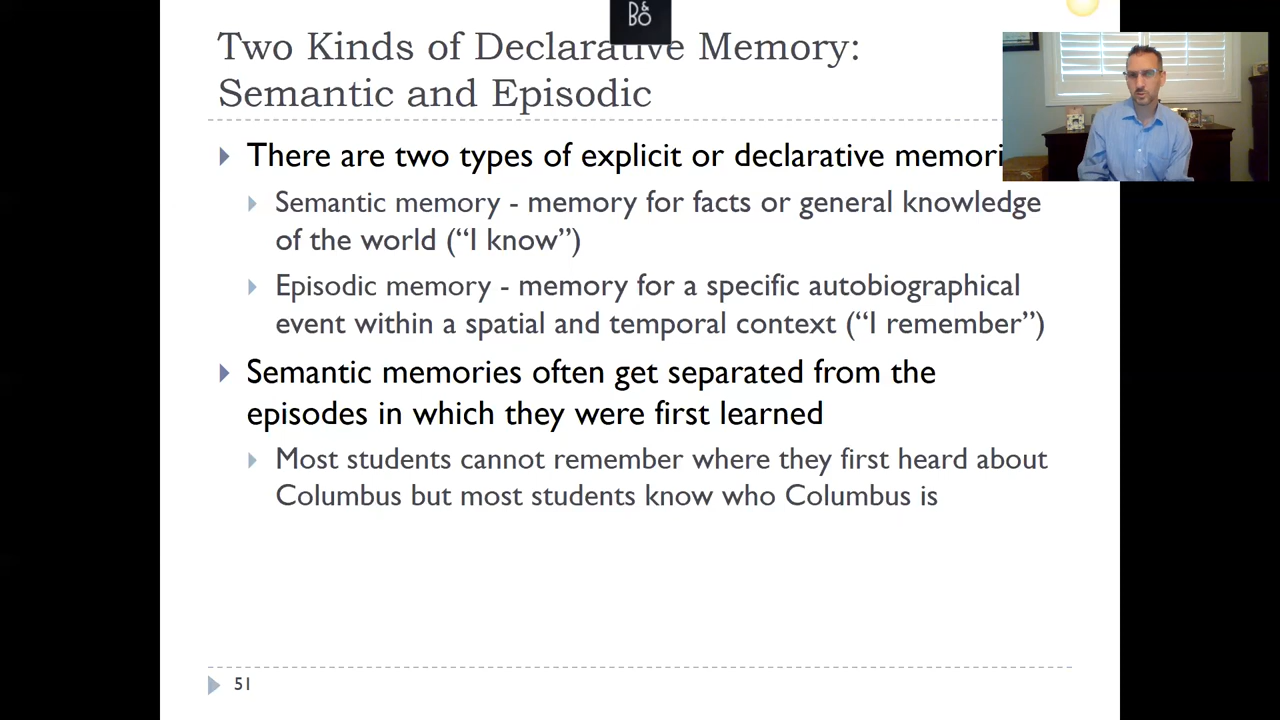 B&
O
Two Kinds of Declarative Memory:
Semantic and Episodic
There are two types of explicit or declarative
Semantic memory - memory for facts or general knowledge
of the world (“I know”)
Episodic memory - memory for a specific autobiographical
event within a spatial and temporal context (“I remember”)
Semantic memories often get separated from the
episodes in which they were first learned
Most students cannot remember where they first heard about
Columbus but most students know who Columbus is
51